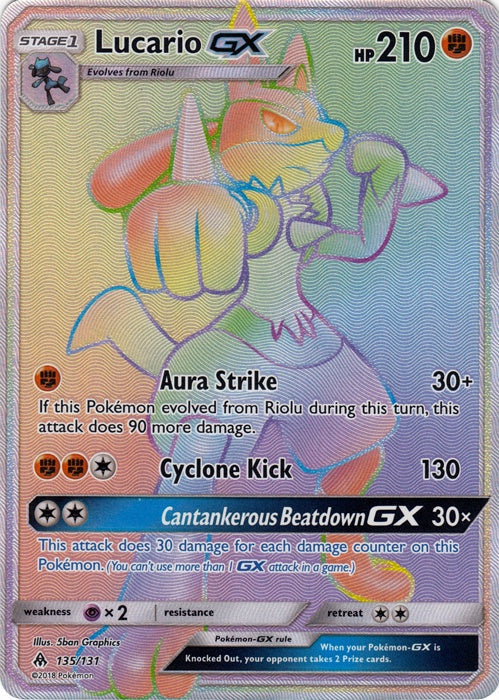 STAGE1 Lucario GX HP210
Evolves from Riolu
Aura Strike 30+
If this Pokémon evolved from Riolu during this turn, this
attack does 90 more damage.
Cyclone Kick 130
Cantankerous Beatdown GX 30×
This attack does 30 damage for each damage counter on this
Pokémon. (You can't use more than 1 GX attack in a game.)
weakness ×2 resistance retreat
Illus. 5ban Graphics
135/131
©2018 Pokémon
Pokémon-GX rule
When your Pokémon-GX is
Knocked Out, your opponent takes 2 Prize cards.